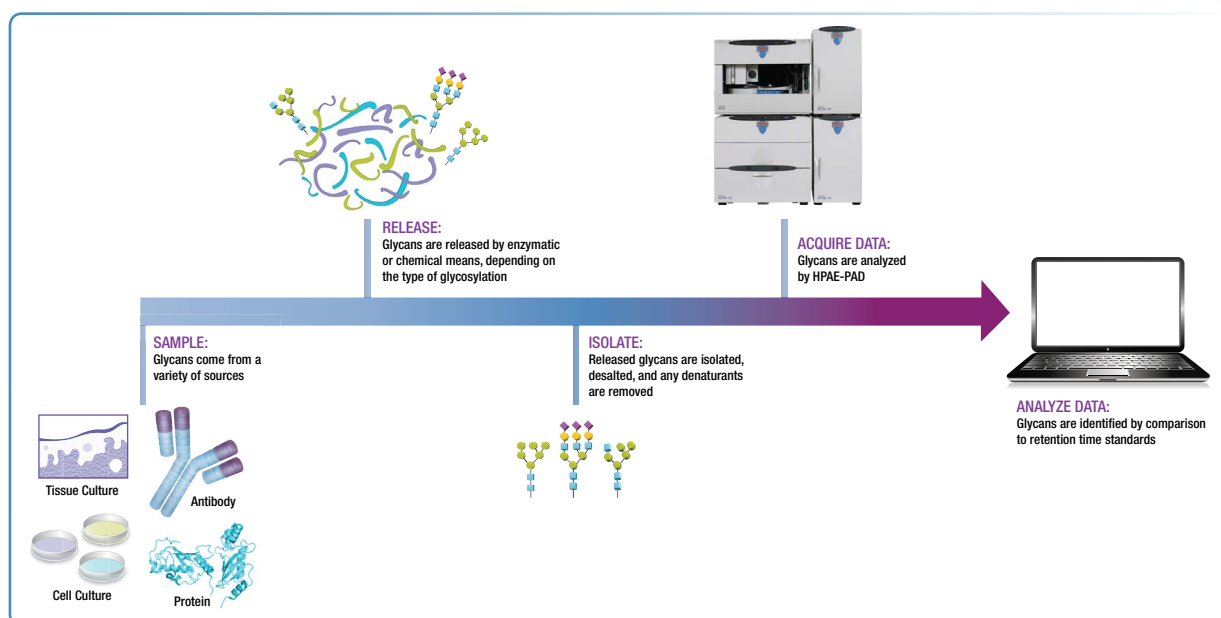 RELEASE:
Glycans are released by enzymatic
or chemical means, depending on
the type of glycosylation
ACQUIRE DATA:
Glycans are analyzed
by HPAE-PAD
SAMPLE:
Glycans come from a
variety of sources
ISOLATE:
Released glycans are isolated,
desalted, and any denaturants
are removed
ANALYZE DATA:
Glycans are identified by comparison
to retention time standards
Tissue Culture
Antibody
Cell Culture
Protein